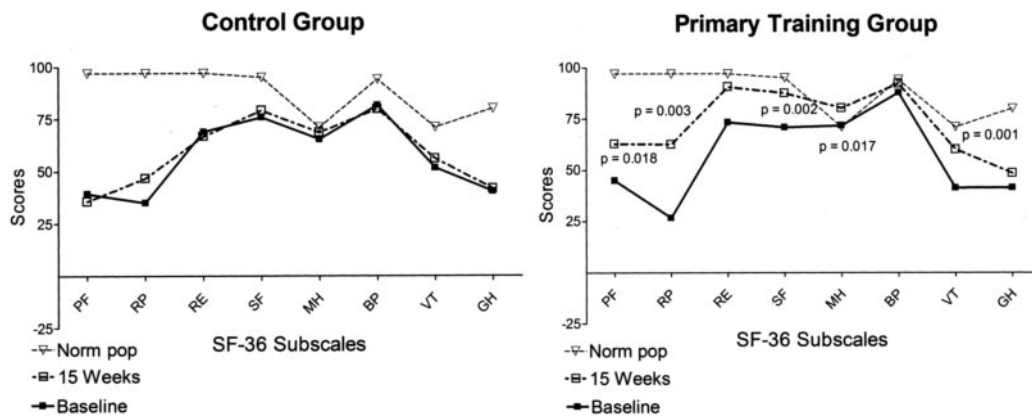 Control Group
100
75
50
25
-25
Scores
PF
RP
RE
SF
MH
BP
VT
GH
SF-36 Subscales
Norm pop
15 Weeks
Baseline
Primary Training Group
100
75
50
25
-25
Scores
p = 0.018
p = 0.003
p = 0.002
p = 0.017
p = 0.001
PF
RP
RE
SF
MH
BP
VT
GH
SF-36 Subscales
Norm pop
15 Weeks
Baseline